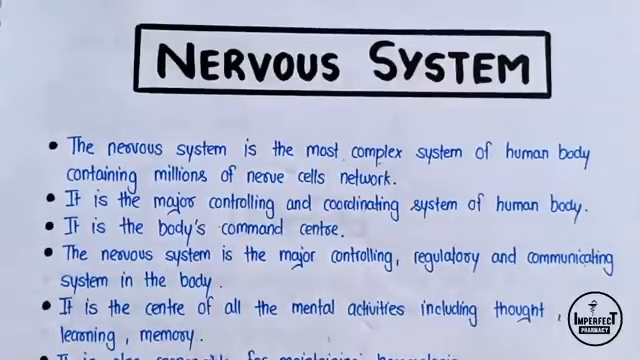 NERVOUS SYSTEM
• The nervous system is the most complex system of human body
containing millions of nerve cells network.
• It is the major controlling and coordinating system of human body.
• It is the body's command centre.
• The nervous system is the major controlling, regulatory and communicating
system in the body.
• It is the centre of all the mental activities including thought,
learning, memory.
IMPERFECT
PHARMACY